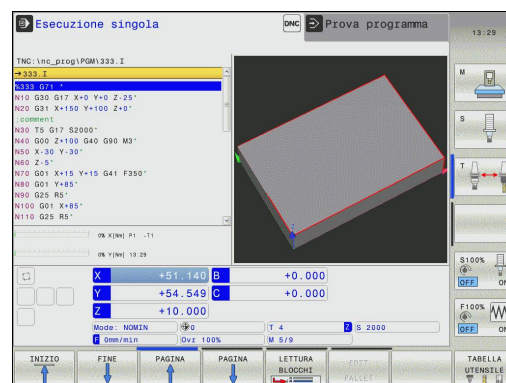 Esecuzione singola
DNC
Prova programma
13:29
TNC:\nc_prog\PGM\333.I
→333.I
%333 G71 *
N10 G30 G17 X+0 Y+0 Z-25*
N20 G31 X+150 Y+100 Z+0*
;comment
N30 T5 G17 S2000*
N40 G00 Z+100 G40 G90 M3*
N50 X-30 Y-30*
N60 Z-5*
N70 G01 X+15 Y+15 G41 F350*
N80 G01 Y+85*
N90 G25 R5*
N100 G01 X+85*
N110 G25 R5*
0% X[Nm] P1 -T1
0% Y[Nm] 13:29
X +51.140 B +0.000
Y +54.549 C +0.000
Z +10.000
Mode: NOMIN 0 T 4 Z S 2000
F 0mm/min Ovr 100% M 5/9
M
S
T
S100%
OFF ON
F100%
OFF ON
INIZIO
FINE
PAGINA
PAGINA
LETTURA
BLOCCHI
EDIT
PALLET
TABELLA
UTENSILE